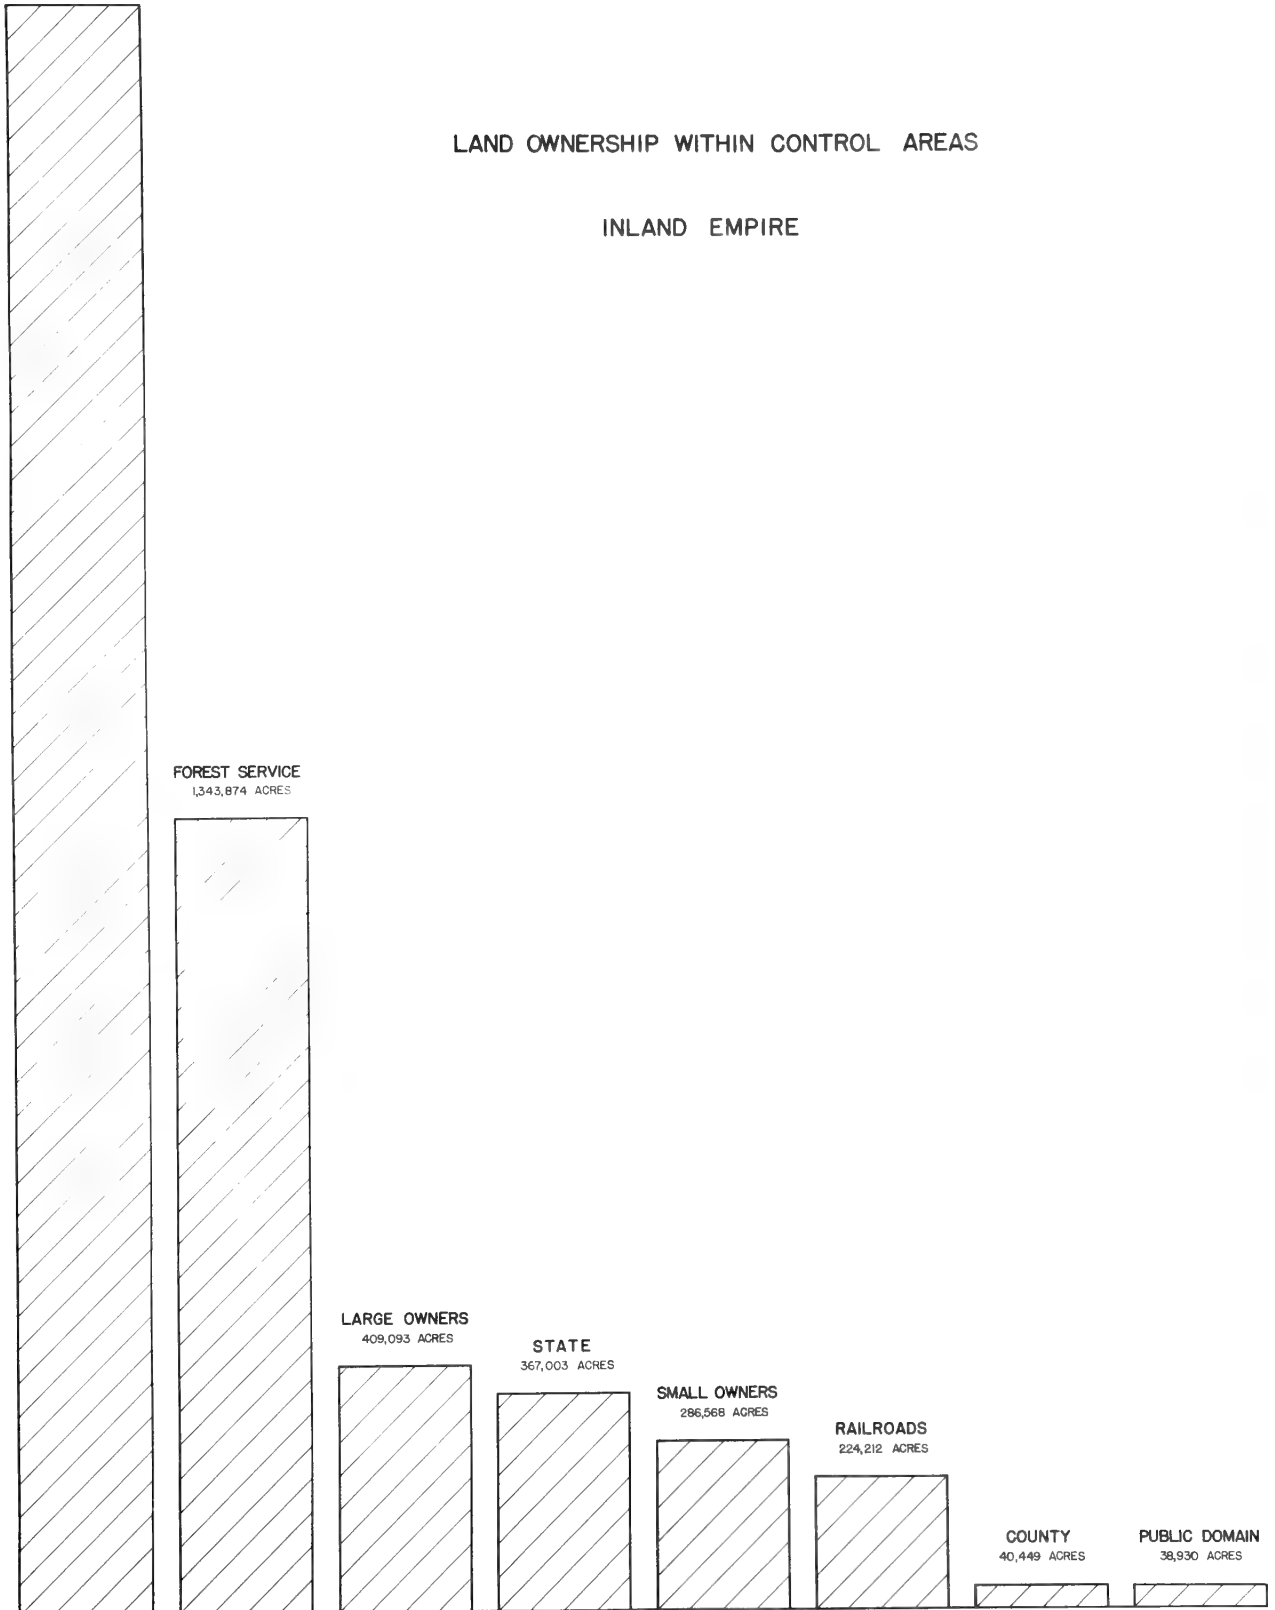 LAND OWNERSHIP WITHIN CONTROL AREAS
INLAND EMPIRE
FOREST SERVICE
1,343,874 ACRES
LARGE OWNERS
409,093 ACRES
STATE
367,003 ACRES
SMALL OWNERS
286,568 ACRES
RAILROADS
224,212 ACRES
COUNTY
40,449 ACRES
PUBLIC DOMAIN
38,930 ACRES